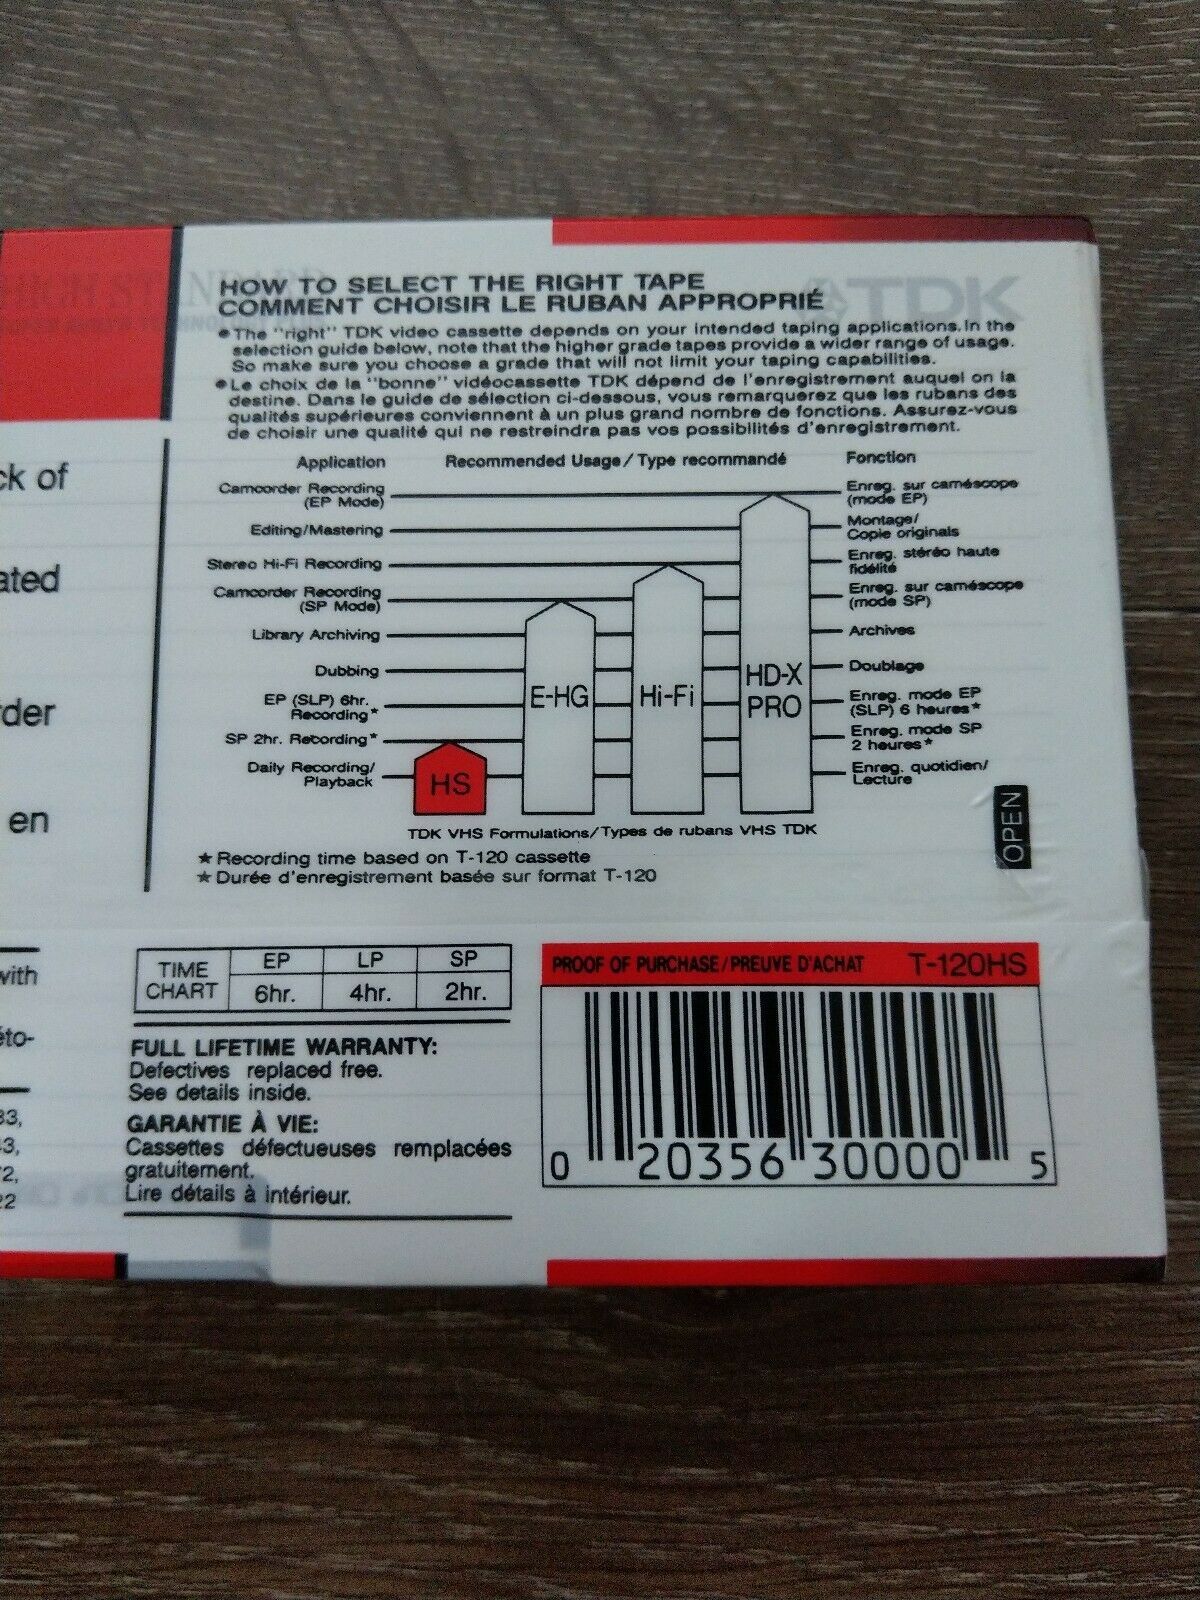 HIGH STANDARD
TDK
HOW TO SELECT THE RIGHT TAPE
COMMENT CHOISIR LE RUBAN APPROPRIÉ
•The "right" TDK video cassette depends on your intended taping applications.In the
selection guide below, note that the higher grade tapes provide a wider range of usage.
So make sure you choose a grade that will not limit your taping capabilities.
•Le choix de la "bonne" vidéocassette TDK dépend de l'enregistrement auquel on la
destine. Dans le guide de sélection ci-dessous, vous remarquerez que les rubans des
qualités supérieures conviennent à un plus grand nombre de fonctions. Assurez-vous
de choisir une qualité qui ne restreindra pas vos possibilités d'enregistrement.
ck of
ated
rder
en
Application Recommended Usage/Type recommandé Fonction
Camcorder Recording
(EP Mode)
Enreg. sur caméscope
(mode EP)
Editing/Mastering
Montage/
Copie originals
Stereo Hi-Fi Recording
Enreg. stéréo haute
fidélité
Camcorder Recording
(SP Mode)
Enreg. sur caméscope
(mode SP)
Library Archiving
Archives
Dubbing
Doublage
EP (SLP) 6hr.
Recording★
Enreg. mode EP
(SLP) 6 heures★
SP 2hr. Recording★
Enreg. mode SP
2 heures★
Daily Recording/
Playback
Enreg. quotidien/
Lecture
HS
E-HG
Hi-Fi
HD-X
PRO
TDK VHS Formulations/Types de rubans VHS TDK
OPEN
★Recording time based on T-120 cassette
★Durée d'enregistrement basée sur format T-120
with
éto-
33,
43,
72,
22
TIME
CHART
EP LP SP
6hr. 4hr. 2hr.
FULL LIFETIME WARRANTY:
Defectives replaced free.
See details inside.
GARANTIE À VIE:
Cassettes défectueuses remplacées
gratuitement.
Lire détails à intérieur.
PROOF OF PURCHASE/PREUVE D'ACHAT T-120HS
0 20356 30000 5